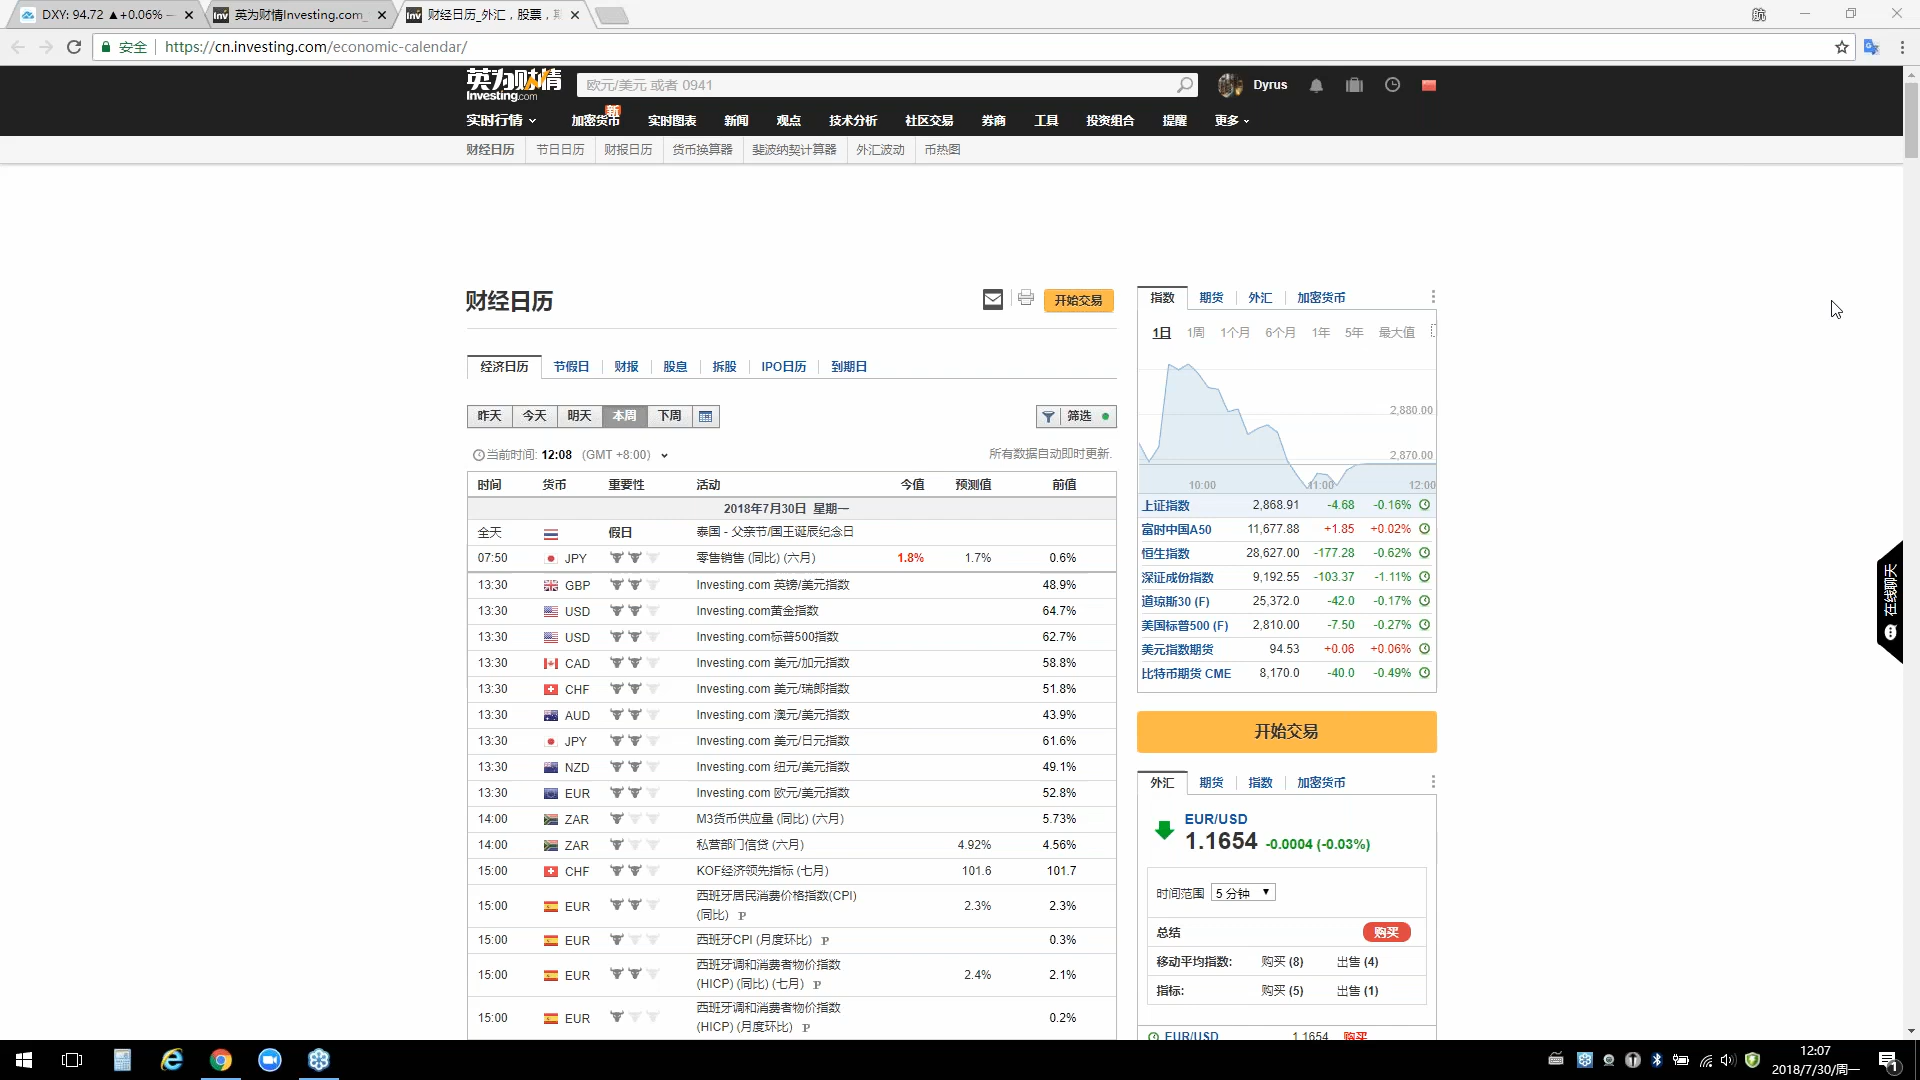 DXY: 94.72 ▲+0.06% —
英为财情Investing.com_
财经日历_外汇，股票，
航
安全
https://cn.investing.com/economic-calendar/
英为财情
Investing.com
欧元/美元 或者 0941
Dyrus
实时行情
加密货币
新
实时图表
新闻
观点
技术分析
社区交易
券商
工具
投资组合
提醒
更多
财经日历
节日日历
财报日历
货币换算器
斐波纳契计算器
外汇波动
币热图
财经日历
开始交易
经济日历
节假日
财报
股息
拆股
IPO日历
到期日
昨天
今天
明天
本周
下周
筛选
当前时间: 12:08 (GMT +8:00)
所有数据自动即时更新.
时间 货币 重要性 活动 今值 预测值 前值
2018年7月30日 星期一
全天 假日 泰国 - 父亲节/国王诞辰纪念日
07:50 JPY 零售销售 (同比) (六月) 1.8% 1.7% 0.6%
13:30 GBP Investing.com 英镑/美元指数 48.9%
13:30 USD Investing.com黄金指数 64.7%
13:30 USD Investing.com标普500指数 62.7%
13:30 CAD Investing.com 美元/加元指数 58.8%
13:30 CHF Investing.com 美元/瑞郎指数 51.8%
13:30 AUD Investing.com 澳元/美元指数 43.9%
13:30 JPY Investing.com 美元/日元指数 61.6%
13:30 NZD Investing.com 纽元/美元指数 49.1%
13:30 EUR Investing.com 欧元/美元指数 52.8%
14:00 ZAR M3货币供应量 (同比) (六月) 5.73%
14:00 ZAR 私营部门信贷 (六月) 4.92% 4.56%
15:00 CHF KOF经济领先指标 (七月) 101.6 101.7
15:00 EUR 西班牙居民消费价格指数(CPI) 2.3% 2.3%
(同比) P
15:00 EUR 西班牙CPI (月度环比) P 0.3%
15:00 EUR 西班牙调和消费者物价指数 2.4% 2.1%
(HICP) (同比) (七月) P
15:00 EUR 西班牙调和消费者物价指数 0.2%
(HICP) (月度环比) P
指数
期货
外汇
加密货币
1日 1周 1个月 6个月 1年 5年 最大值
2,880.00
2,870.00
10:00 11:00 12:00
上证指数 2,868.91 -4.68 -0.16%
富时中国A50 11,677.88 +1.85 +0.02%
恒生指数 28,627.00 -177.28 -0.62%
深证成份指数 9,192.55 -103.37 -1.11%
道琼斯30 (F) 25,372.0 -42.0 -0.17%
美国标普500 (F) 2,810.00 -7.50 -0.27%
美元指数期货 94.53 +0.06 +0.06%
比特币期货 CME 8,170.0 -40.0 -0.49%
开始交易
外汇
期货
指数
加密货币
EUR/USD
1.1654 -0.0004 (-0.03%)
时间范围 5 分钟
总结 购买
移动平均指数: 购买 (8) 出售 (4)
指标: 购买 (5) 出售 (1)
EUR/USD 1.1654 购买
在线聊天
12:07
2018/7/30/周一
1